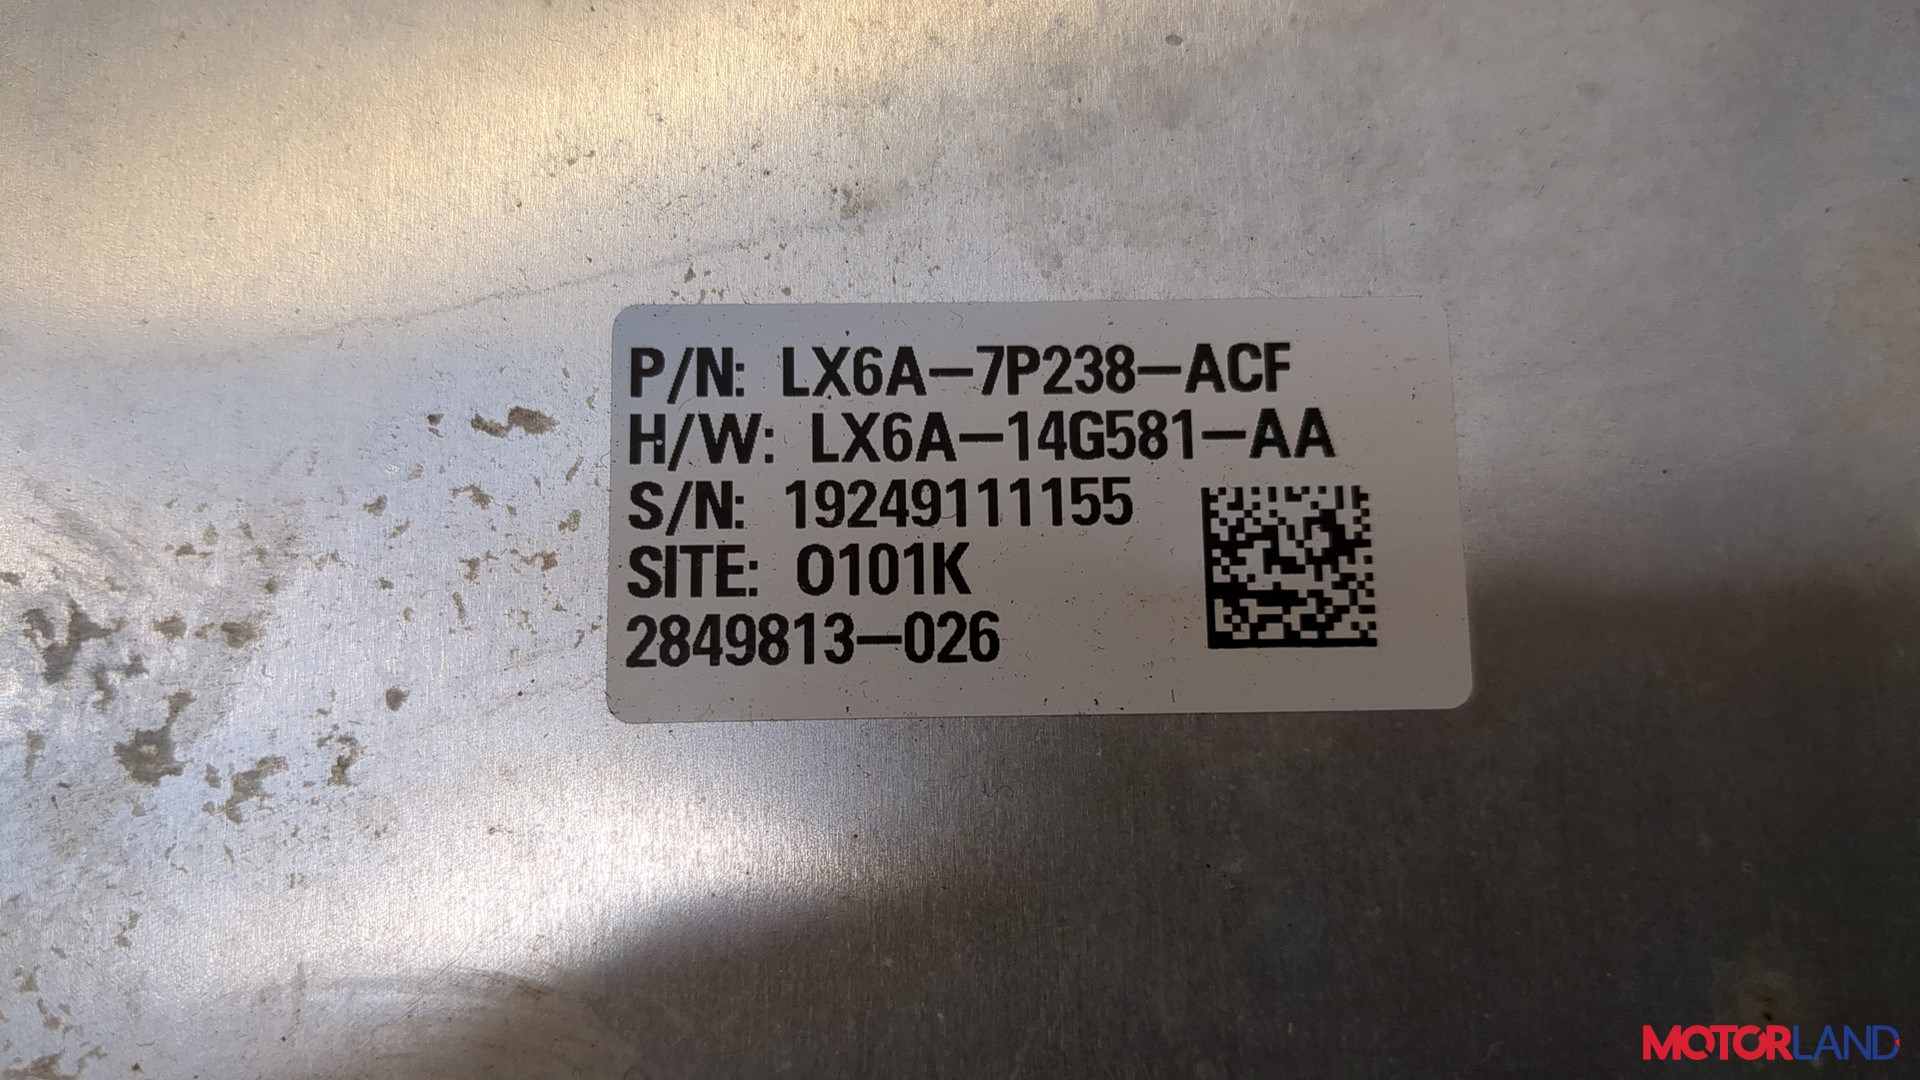 P/N: LX6A-7P238-ACF
H/W: LX6A-14G581-AA
S/N: 19249111155
SITE: 0101K
2849813-026
MOTORLAND